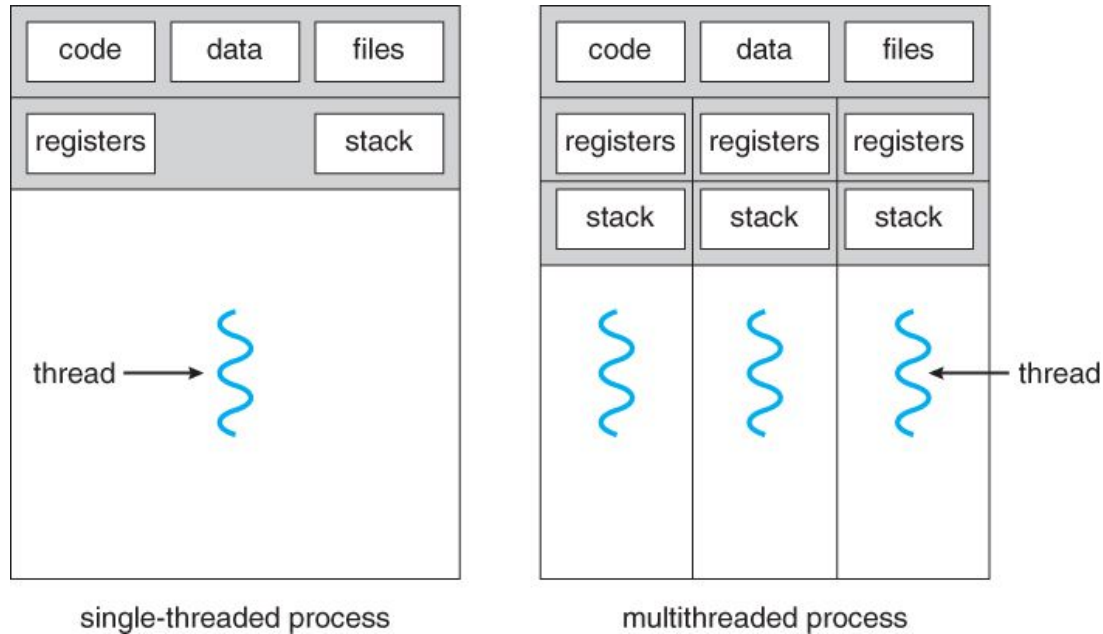 code data files code data files
registers stack registers registers registers
stack stack stack
thread thread
single-threaded process multithreaded process